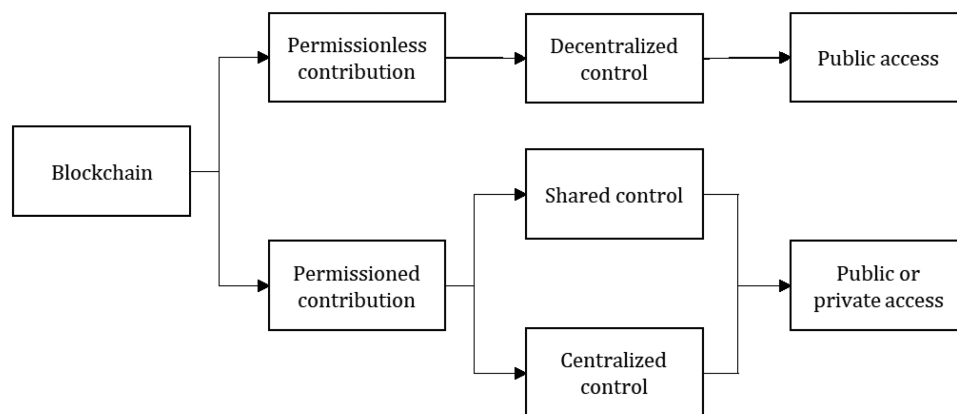 Permissionless
contribution
Decentralized
control
Public access
Blockchain
Shared control
Permissioned
contribution
Public or
private access
Centralized
control